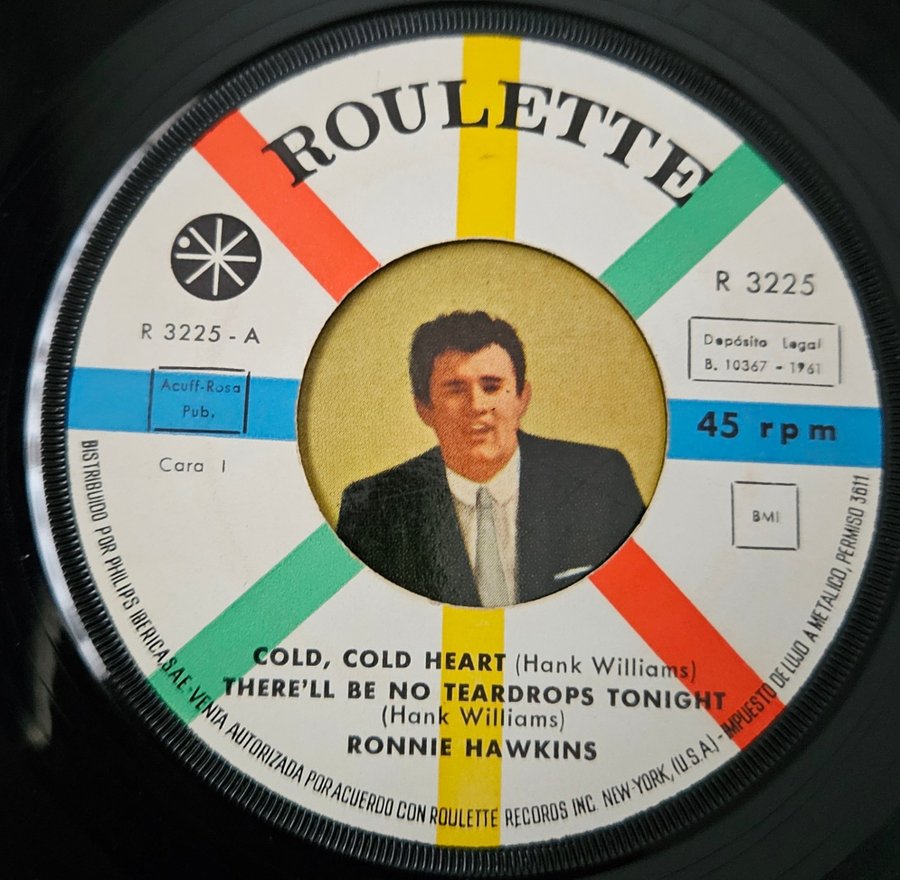 ROULETTE
R 3225
R 3225 - A
Depósito Legal
B. 10367 - 1961
Acuff-Rosa
Pub.
45 rpm
Cara 1
BMI
COLD, COLD HEART (Hank Williams)
THERE'LL BE NO TEARDROPS TONIGHT
(Hank Williams)
RONNIE HAWKINS
DISTRIBUIDO POR PHILIPS IBERICA S.A.E.-VENTA AUTORIZADA POR ACUERDO CON ROULETTE RECORDS INC. NEW-YORK, (U.S.A.) - IMPUESTO DE LUJO A METALICO, PERMISO 3611